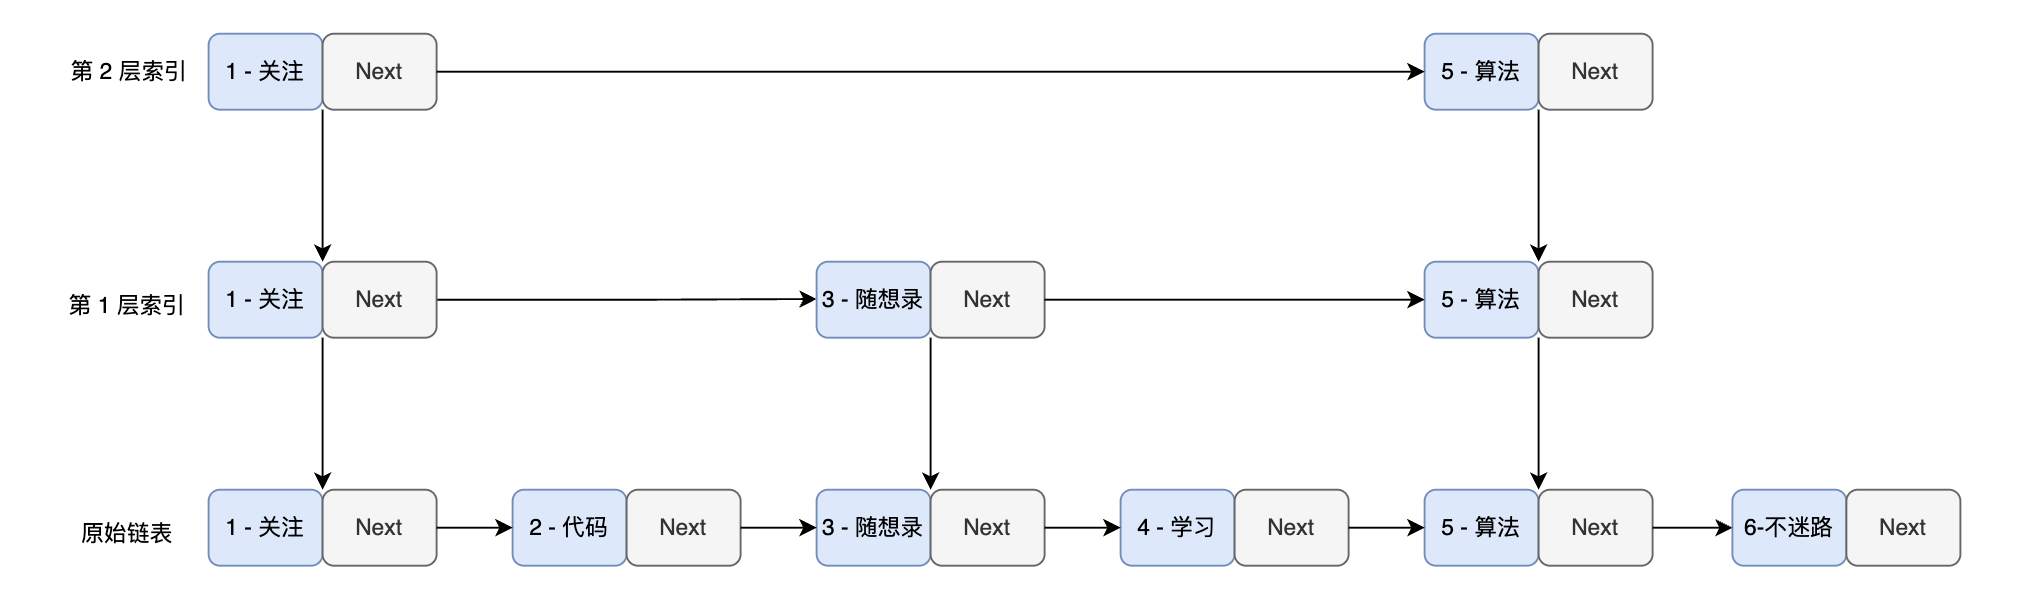 第 2 层索引 1 - 关注 Next 5 - 算法 Next
第 1 层索引 1 - 关注 Next 3 - 随想录 Next 5 - 算法 Next
原始链表 1 - 关注 Next 2 - 代码 Next 3 - 随想录 Next 4 - 学习 Next 5 - 算法 Next 6-不迷路 Next